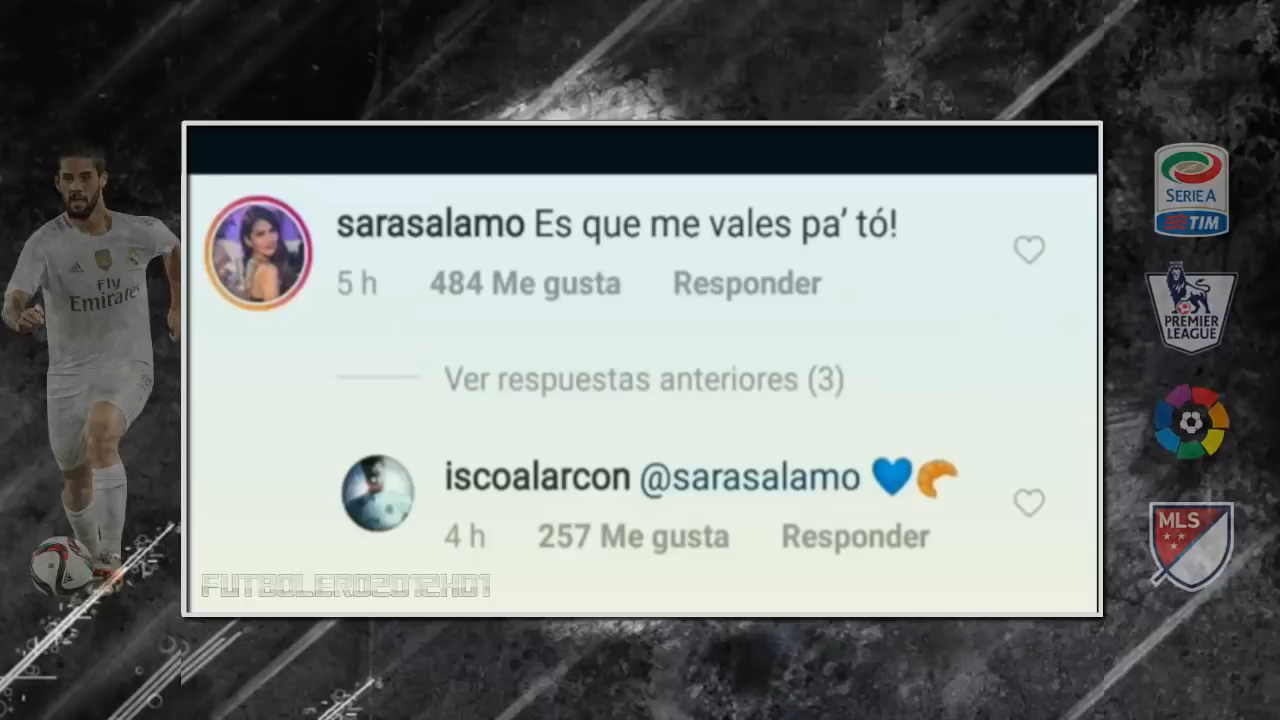 sarasalamo Es que me vales pa’ tó!
5 h 484 Me gusta Responder
Ver respuestas anteriores (3)
iscoalarcon @sarasalamo 💙🥐
4 h 257 Me gusta Responder
FUTBOLERO2012HD1
Fly
Emirates
SERIE A
TIM
PREMIER
LEAGUE
MLS